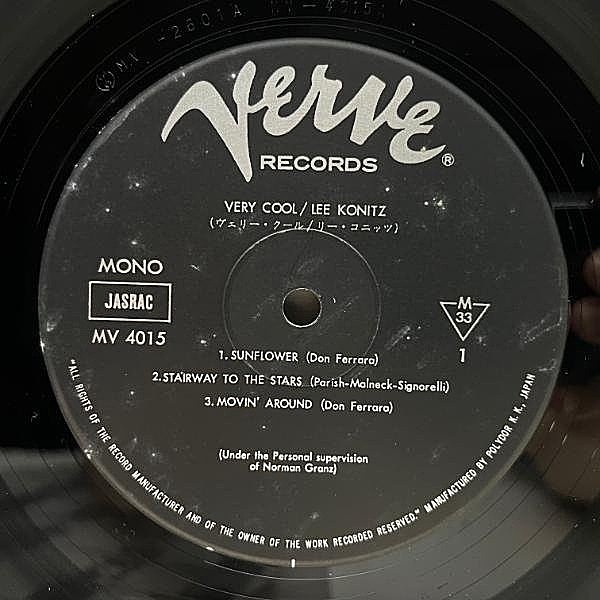 MV-4015
Verve®
RECORDS
VERY COOL/LEE KONITZ
(ヴェリー・クール/リー・コニッツ)
MONO
JASRAC
MV 4015
M
33
1
1. SUNFLOWER (Don Ferrara)
2. STAIRWAY TO THE STARS (Parish-Malneck-Signorelli)
3. MOVIN' AROUND (Don Ferrara)
(Under the Personal supervision
of Norman Granz)
"ALL RIGHTS OF THE RECORD MANUFACTURER AND OF THE OWNER OF THE WORK RECORDED RESERVED." MANUFACTURED BY POLYDOR K.K., JAPAN